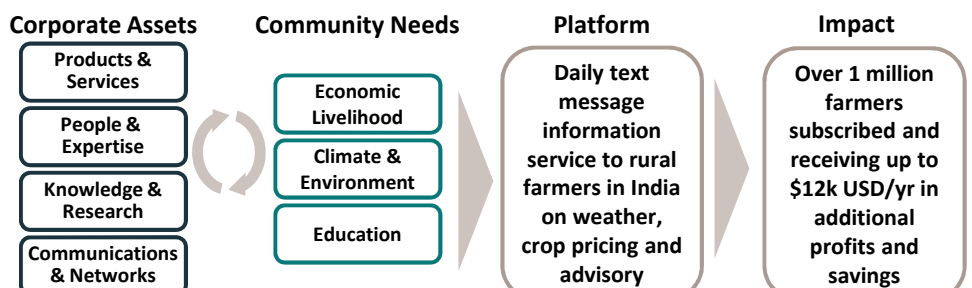 Corporate Assets
Products &
Services
People &
Expertise
Knowledge &
Research
Communications
& Networks
Community Needs
Economic
Livelihood
Climate &
Environment
Education
Platform
Daily text
message
information
service to rural
farmers in India
on weather,
crop pricing and
advisory
Impact
Over 1 million
farmers
subscribed and
receiving up to
$12k USD/yr in
additional
profits and
savings